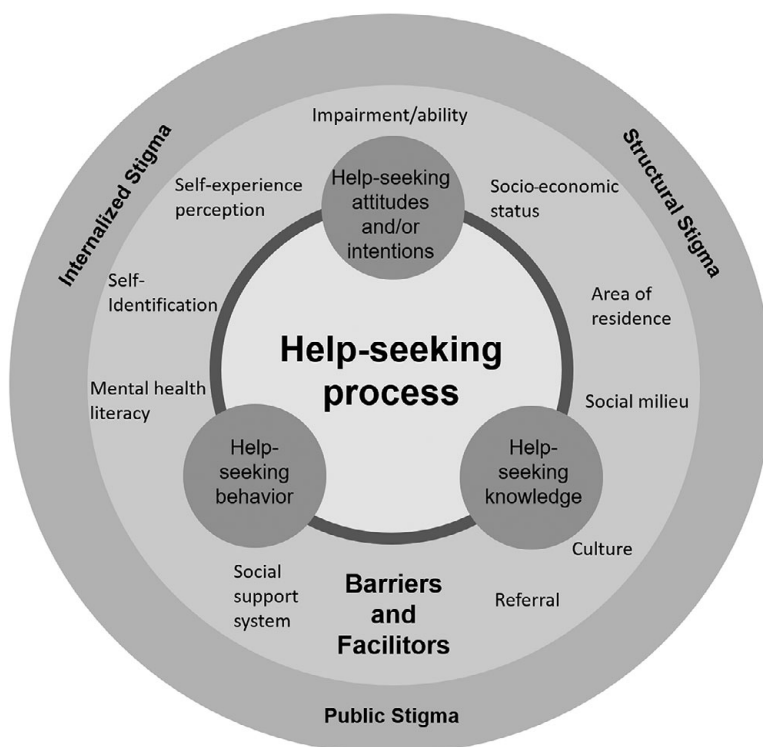 Impairment/ability
Internalized Stigma
Structural Stigma
Self-experience
perception
Help-seeking
attitudes
and/or
intentions
Socio-economic
status
Self-
Identification
Area of
residence
Help-seeking
process
Mental health
literacy
Social milieu
Help-
seeking
behavior
Help-
seeking
knowledge
Culture
Social
support
system
Barriers
and
Facilitors
Referral
Public Stigma